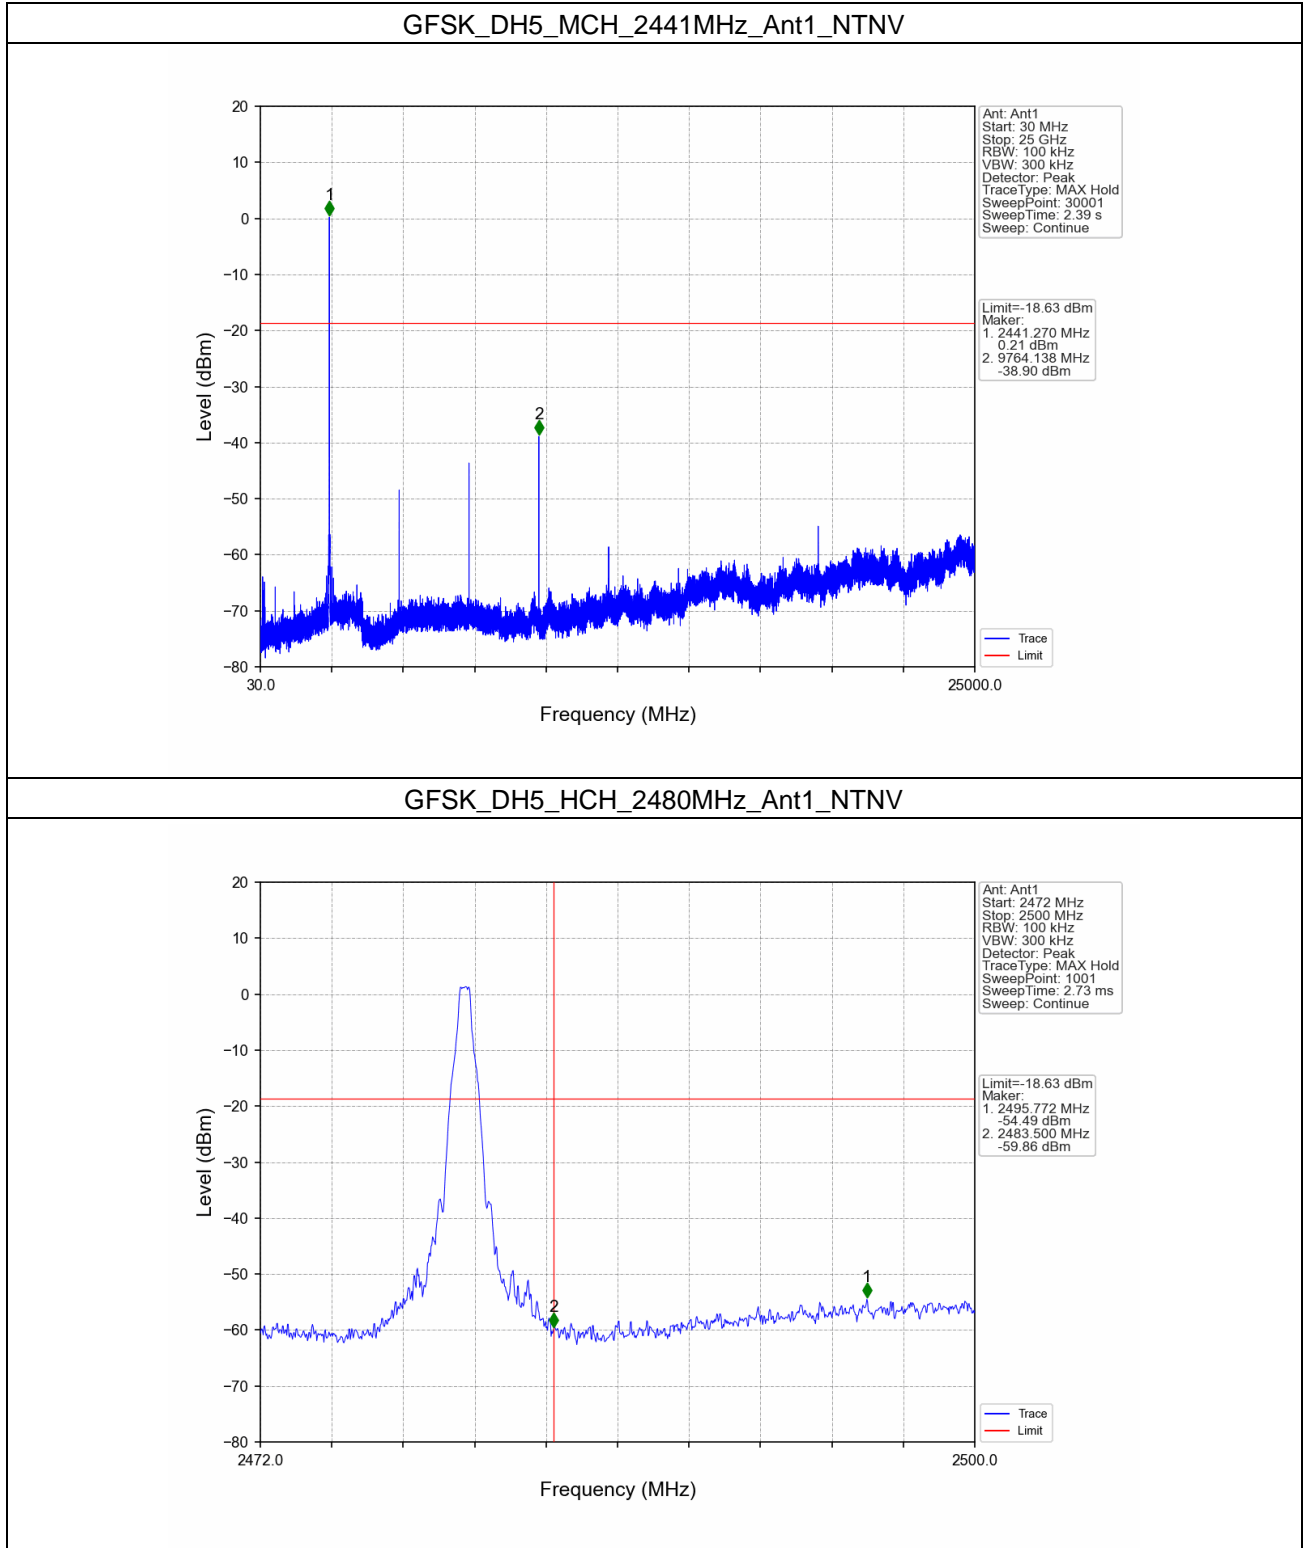 GFSK_DH5_MCH_2441MHz_Ant1_NTNV
20
10
0
−10
−20
−30
−40
−50
−60
−70
−80
Level (dBm)
1
2
30.0
25000.0
Frequency (MHz)
Ant: Ant1
Start: 30 MHz
Stop: 25 GHz
RBW: 100 kHz
VBW: 300 kHz
Detector: Peak
TraceType: MAX Hold
SweepPoint: 30001
SweepTime: 2.39 s
Sweep: Continue
Limit=-18.63 dBm
Maker:
1. 2441.270 MHz
0.21 dBm
2. 9764.138 MHz
-38.90 dBm
Trace
Limit
GFSK_DH5_HCH_2480MHz_Ant1_NTNV
20
10
0
−10
−20
−30
−40
−50
−60
−70
−80
Level (dBm)
1
2
2472.0
2500.0
Frequency (MHz)
Ant: Ant1
Start: 2472 MHz
Stop: 2500 MHz
RBW: 100 kHz
VBW: 300 kHz
Detector: Peak
TraceType: MAX Hold
SweepPoint: 1001
SweepTime: 2.73 ms
Sweep: Continue
Limit=-18.63 dBm
Maker:
1. 2495.772 MHz
-54.49 dBm
2. 2483.500 MHz
-59.86 dBm
Trace
Limit